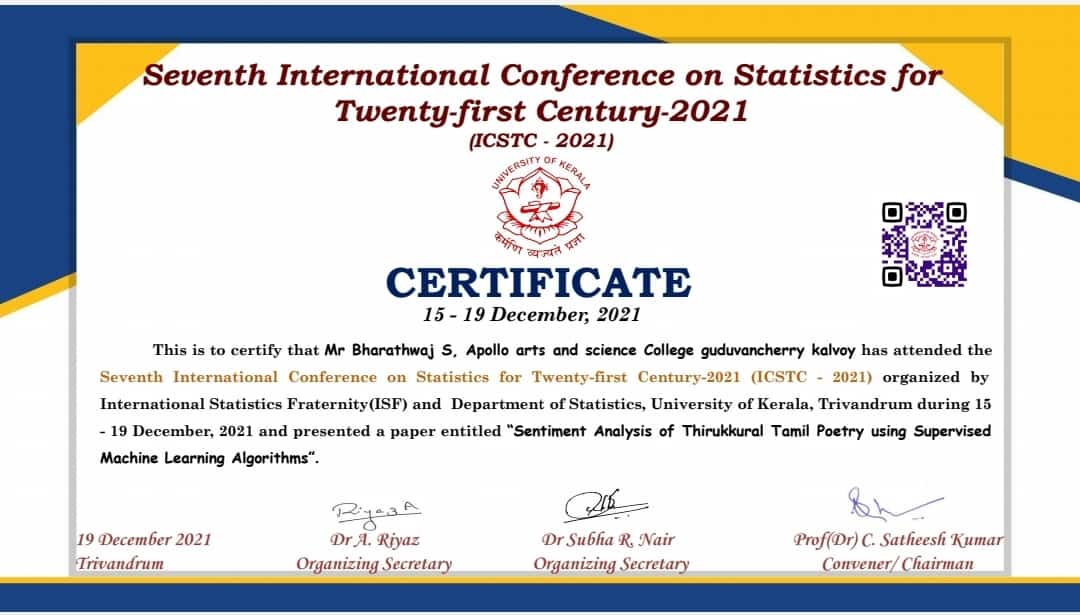 Seventh International Conference on Statistics for
Twenty-first Century-2021
(ICSTC - 2021)
UNIVERSITY OF KERALA
कर्मणि व्यज्यते प्रज्ञा
CERTIFICATE
15 - 19 December, 2021
This is to certify that Mr Bharathwaj S, Apollo arts and science College guduvancherry kalvoy has attended the
Seventh International Conference on Statistics for Twenty-first Century-2021 (ICSTC - 2021) organized by
International Statistics Fraternity(ISF) and Department of Statistics, University of Kerala, Trivandrum during 15
- 19 December, 2021 and presented a paper entitled “Sentiment Analysis of Thirukkural Tamil Poetry using Supervised
Machine Learning Algorithms”.
Riyaz A
19 December 2021 Dr A. Riyaz Dr Subha R. Nair Prof(Dr) C. Satheesh Kumar
Trivandrum Organizing Secretary Organizing Secretary Convener/ Chairman